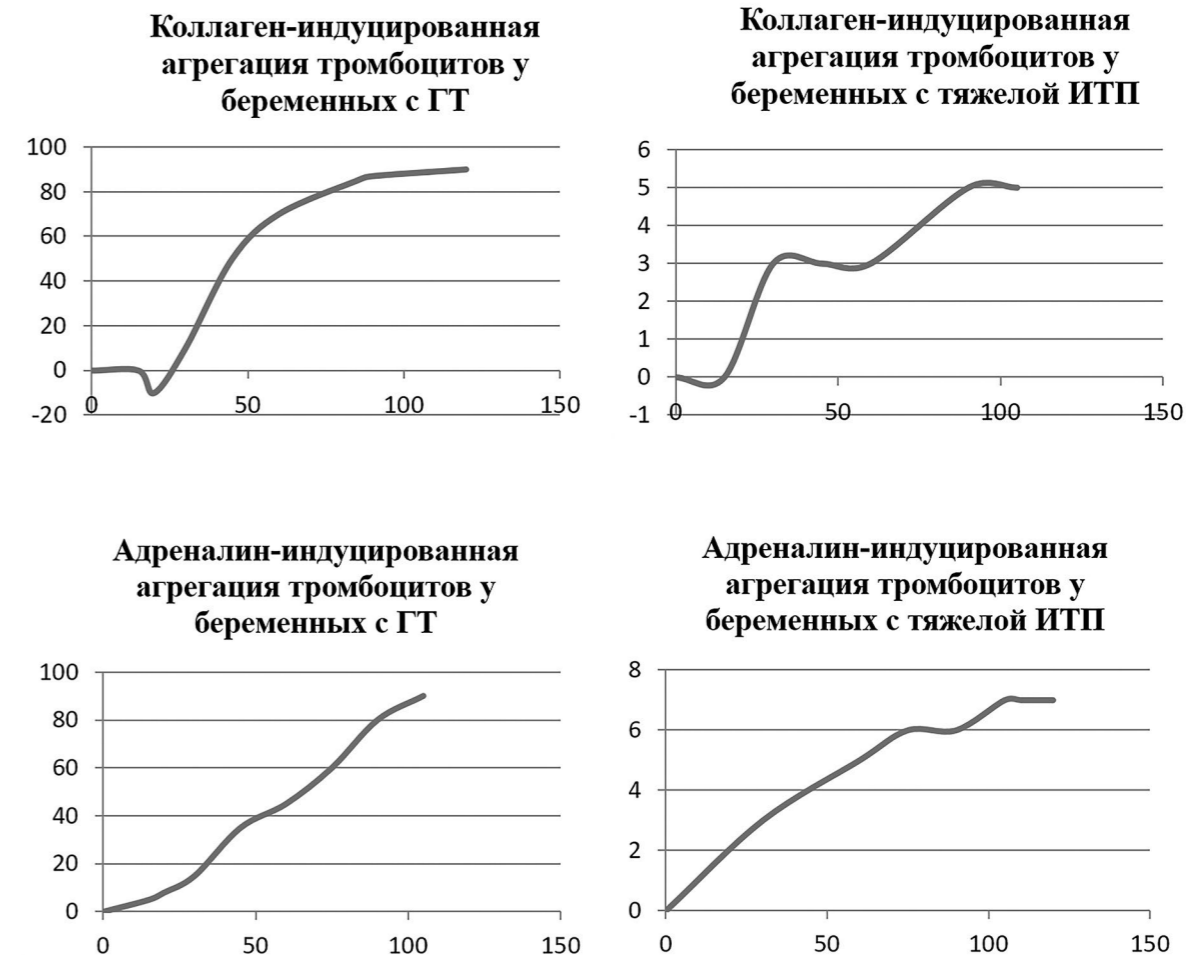 Коллаген-индуцированная
агрегация тромбоцитов у
беременных с ГТ
100
80
60
40
20
0
-20
0 50 100 150
Коллаген-индуцированная
агрегация тромбоцитов у
беременных с тяжелой ИТП
6
5
4
3
2
1
0
-1
0 50 100 150
Адреналин-индуцированная
агрегация тромбоцитов у
беременных с ГТ
100
80
60
40
20
0
0 50 100 150
Адреналин-индуцированная
агрегация тромбоцитов у
беременных с тяжелой ИТП
8
6
4
2
0
0 50 100 150